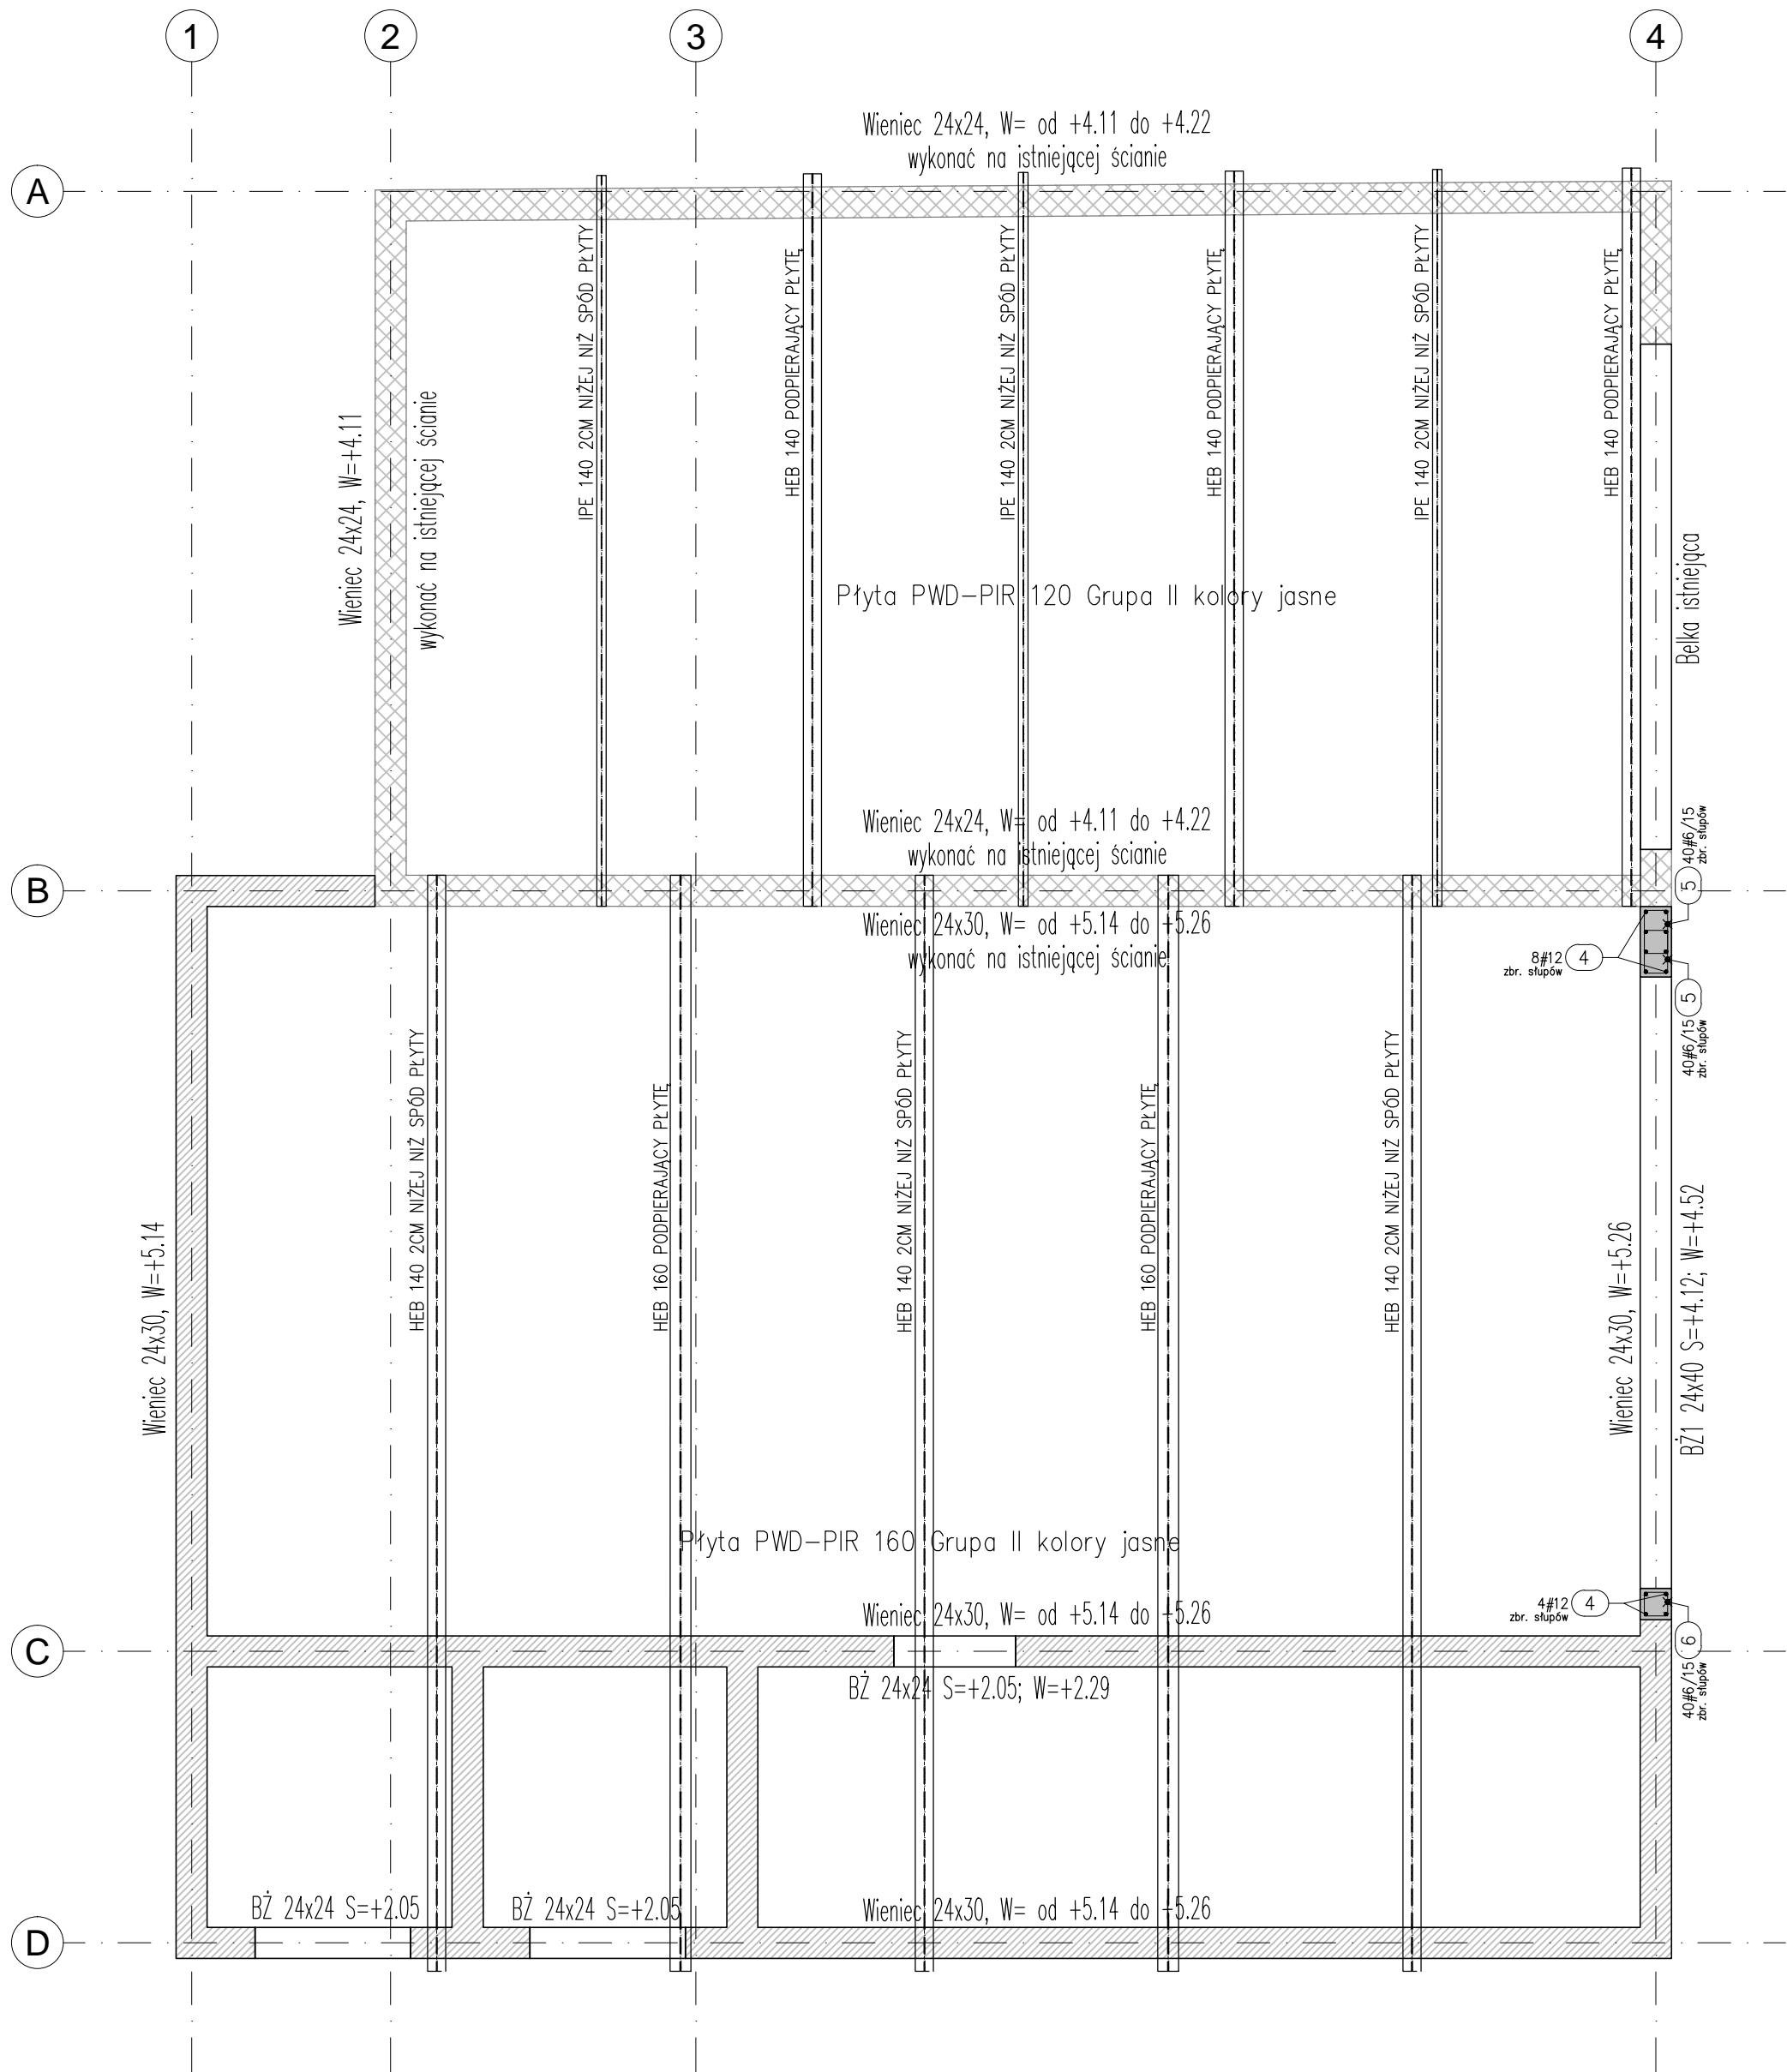 1
2
3
4
Wieniec 24x24, W= od +4.11 do +4.22
wykonać na istniejącej ścianie
A
IPE 140 2CM NIŻEJ NIŻ SPÓD PŁYTY
HEB 140 PODPIERAJĄCY PŁYTĘ
IPE 140 2CM NIŻEJ NIŻ SPÓD PŁYTY
HEB 140 PODPIERAJĄCY PŁYTĘ
IPE 140 2CM NIŻEJ NIŻ SPÓD PŁYTY
HEB 140 PODPIERAJĄCY PŁYTĘ
Wieniec 24x24, W=+4.11
wykonać na istniejącej ścianie
Płyta PWD-PIR 120 Grupa II kolory jasne
Belka istniejąca
Wieniec 24x24, W= od +4.11 do +4.22
wykonać na istniejącej ścianie
40#6/15
zbr. słupów
5
B
Wieniec 24x30, W= od +5.14 do +5.26
wykonać na istniejącej ścianie
8#12
zbr. słupów
4
5
40#6/15
zbr. słupów
HEB 140 2CM NIŻEJ NIŻ SPÓD PŁYTY
HEB 160 PODPIERAJĄCY PŁYTĘ
HEB 140 2CM NIŻEJ NIŻ SPÓD PŁYTY
HEB 160 PODPIERAJĄCY PŁYTĘ
HEB 140 2CM NIŻEJ NIŻ SPÓD PŁYTY
Wieniec 24x30, W=+5.14
Wieniec 24x30, W=+5.26
BŻ1 24x40 S=+4.12; W=+4.52
Płyta PWD-PIR 160 Grupa II kolory jasne
Wieniec 24x30, W= od +5.14 do +5.26
4#12
zbr. słupów
4
6
40#6/15
zbr. słupów
C
BŻ 24x24 S=+2.05; W=+2.29
BŻ 24x24 S=+2.05
BŻ 24x24 S=+2.05
Wieniec 24x30, W= od +5.14 do +5.26
D